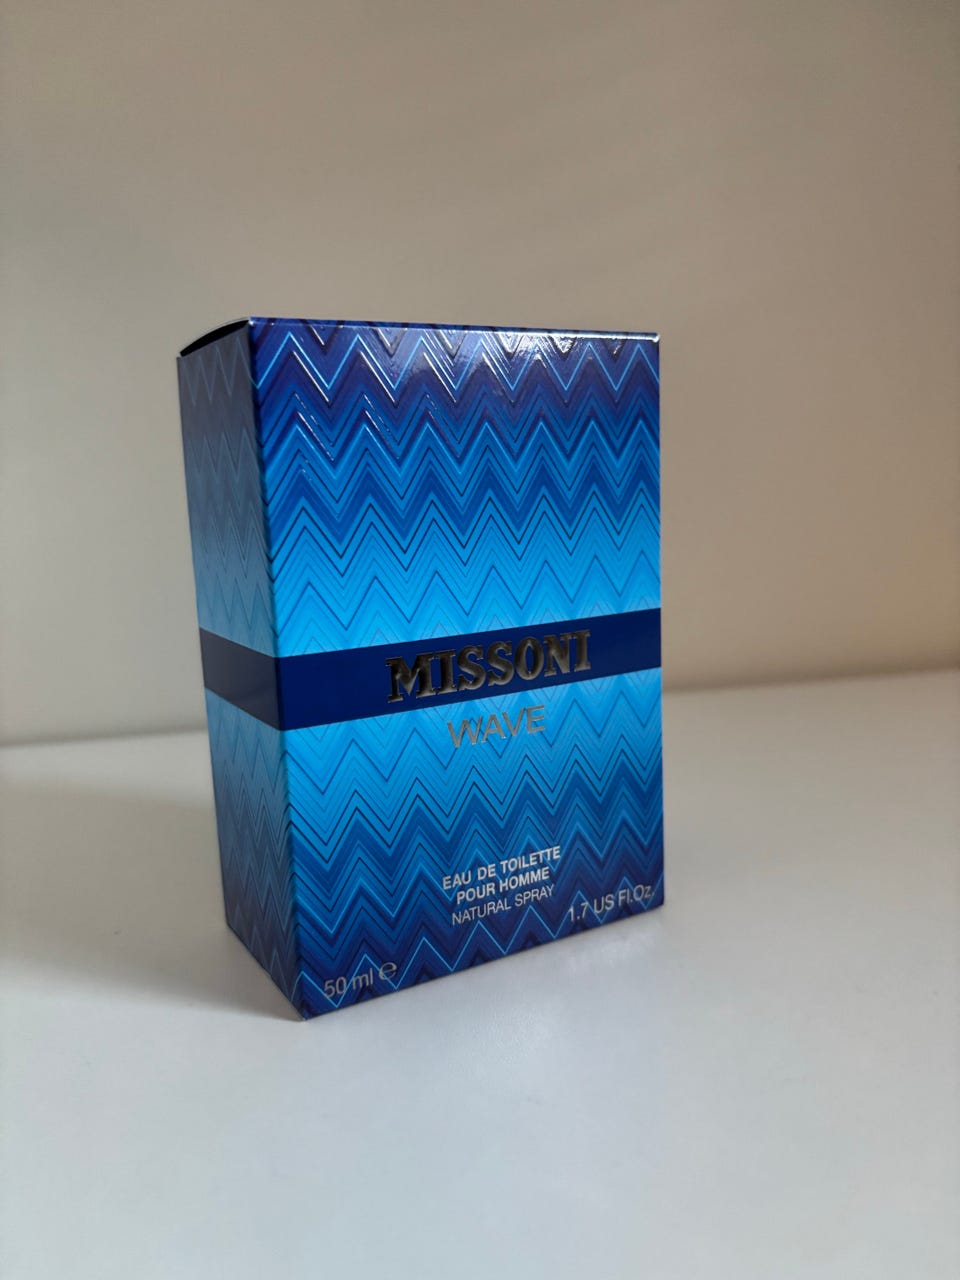 MISSONI
WAVE
EAU DE TOILETTE
POUR HOMME
NATURAL SPRAY
1.7 US Fl.Oz.
50 ml ℮